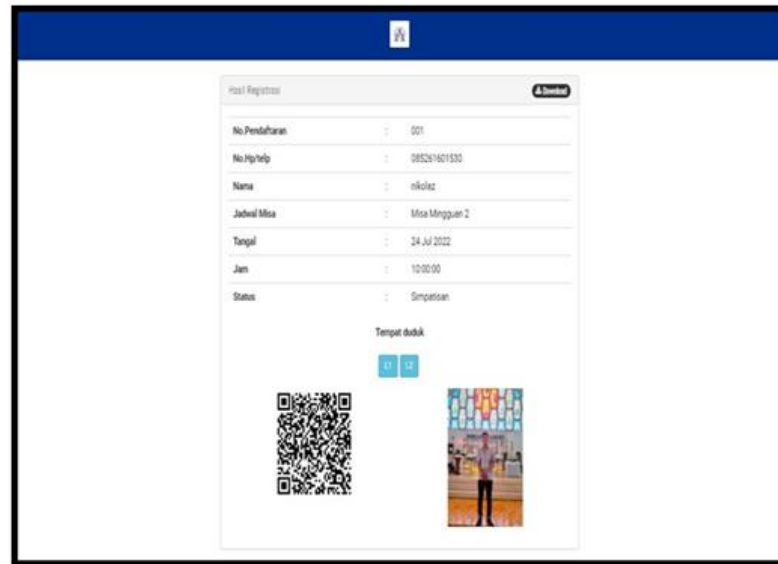 Hasil Registrasi
Download
No.Pendaftaran : 001
No.Hp/telp : 085261601530
Nama : nikolez
Jadwal Misa : Misa Mingguan 2
Tangal : 24 Jul 2022
Jam : 10:00:00
Status : Simpatisan
Tempat duduk
L1 L2